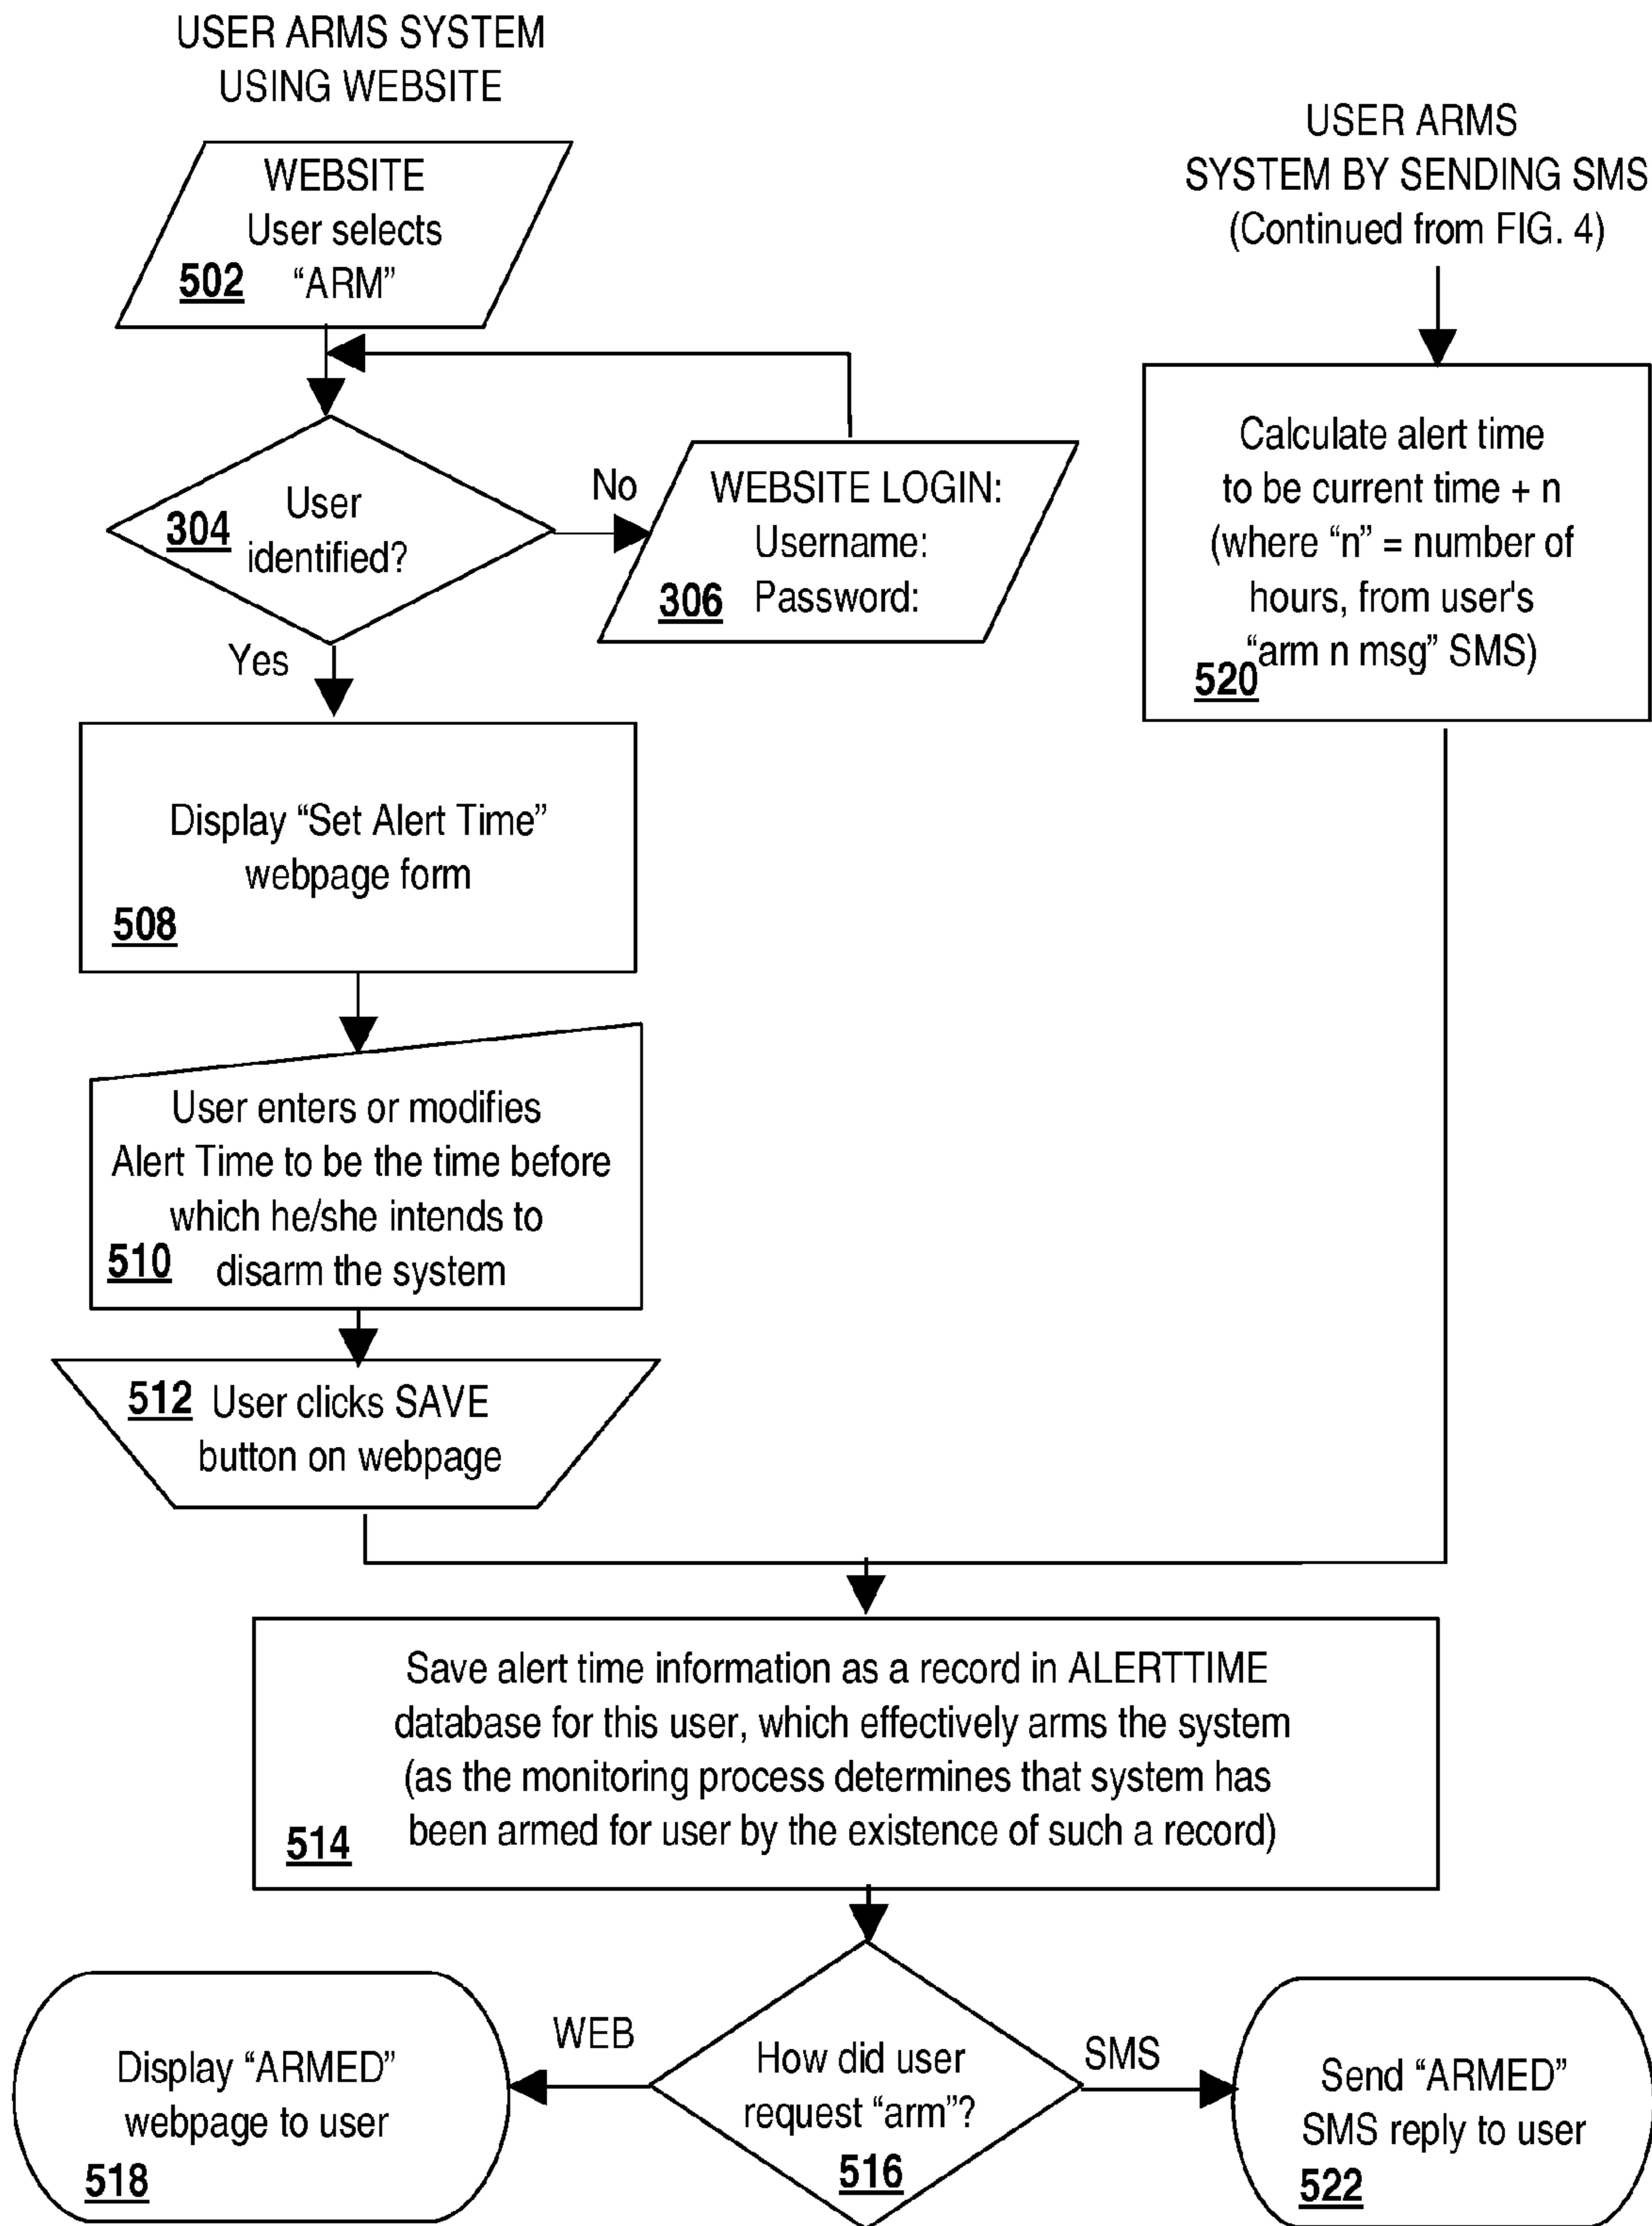 USER ARMS SYSTEM
USING WEBSITE
WEBSITE
User selects
502 “ARM”
304 User
identified?
No
WEBSITE LOGIN:
Username:
306 Password:
Yes
Display “Set Alert Time”
webpage form
508
User enters or modifies
Alert Time to be the time before
which he/she intends to
510 disarm the system
512 User clicks SAVE
button on webpage
USER ARMS
SYSTEM BY SENDING SMS
(Continued from FIG. 4)
Calculate alert time
to be current time + n
(where “n” = number of
hours, from user's
“arm n msg” SMS)
520
Save alert time information as a record in ALERTTIME
database for this user, which effectively arms the system
(as the monitoring process determines that system has
been armed for user by the existence of such a record)
514
How did user
request “arm”?
516
WEB
Display “ARMED”
webpage to user
518
SMS
Send “ARMED”
SMS reply to user
522